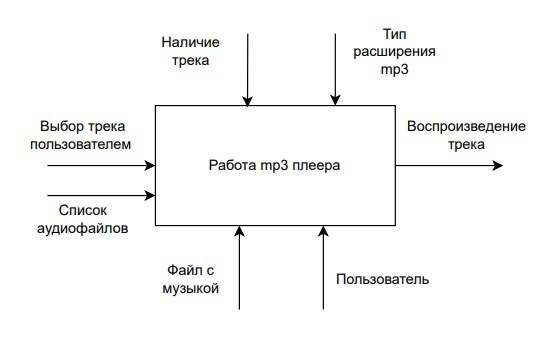 Наличие
трека
Тип
расширения
mp3
Выбор трека
пользователем
Работа mp3 плеера
Воспроизведение
трека
Список
аудиофайлов
Файл с
музыкой
Пользователь